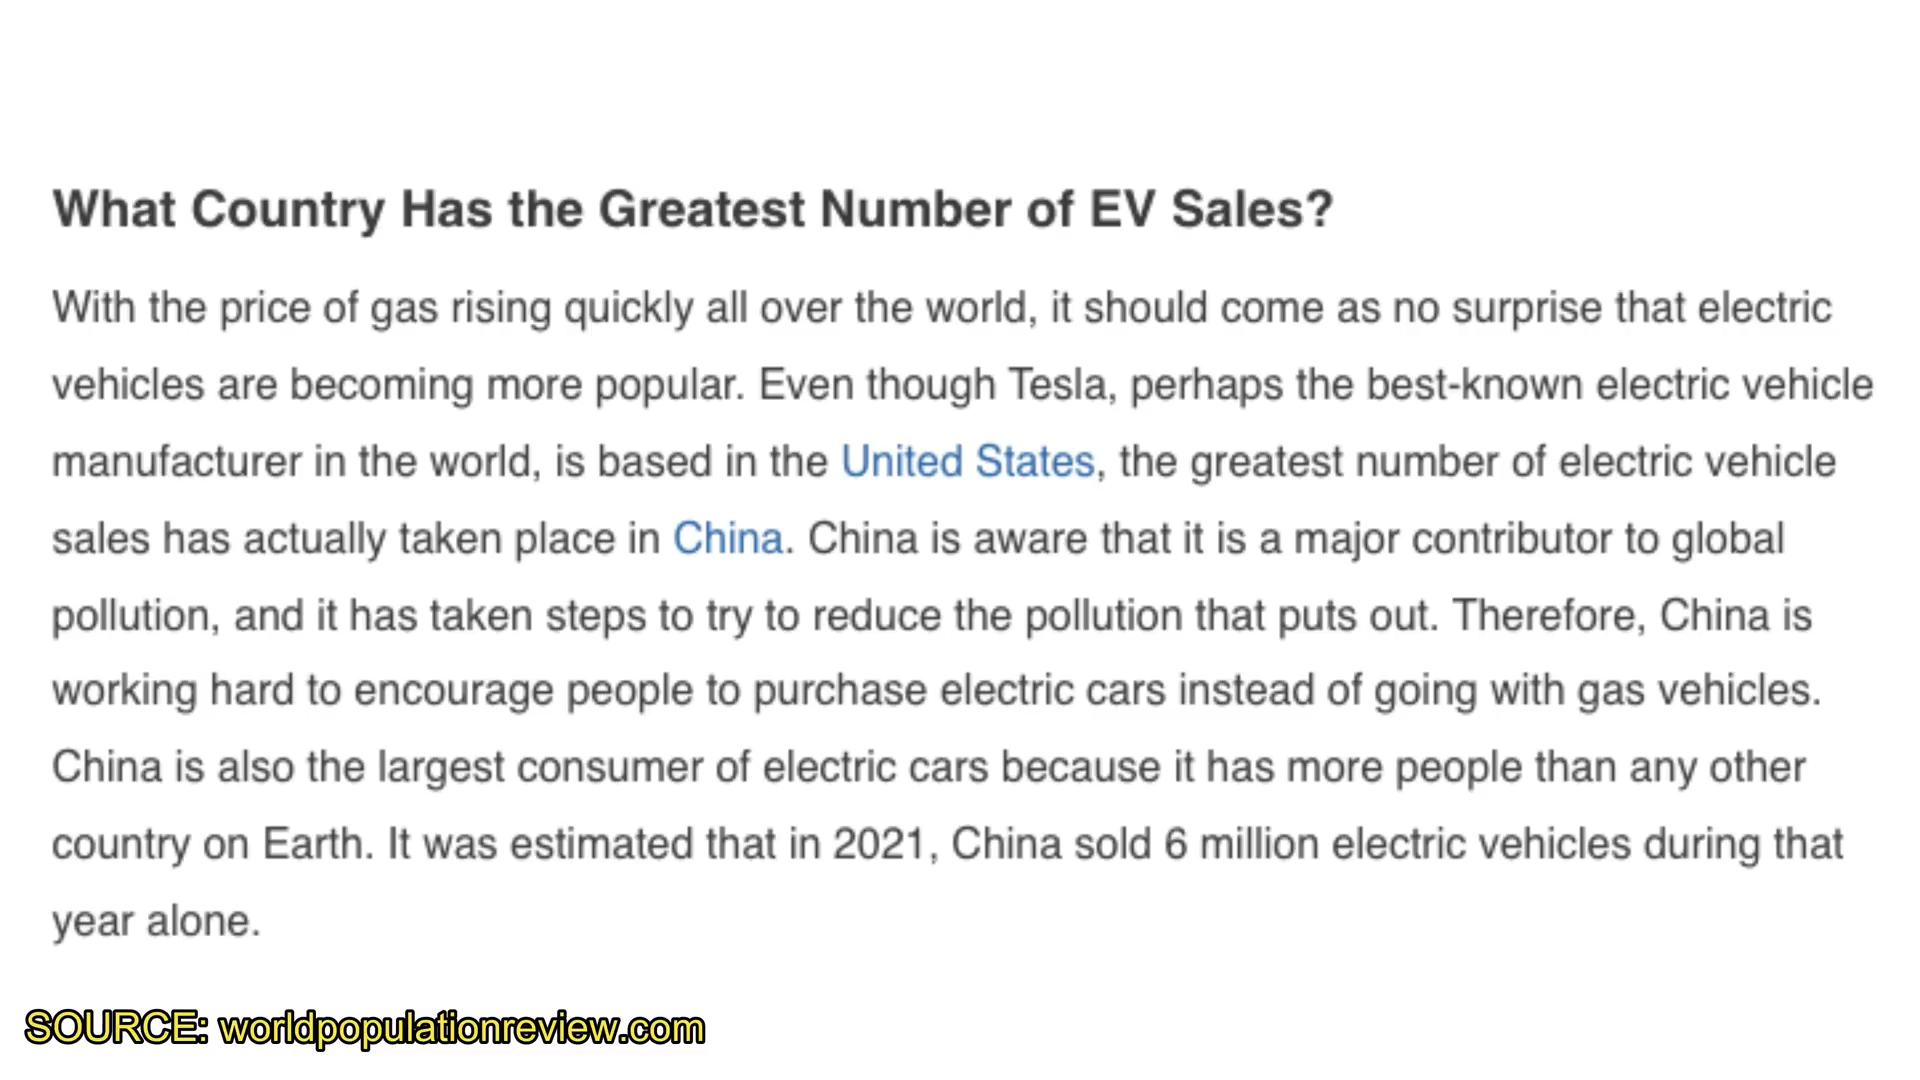 What Country Has the Greatest Number of EV Sales?
With the price of gas rising quickly all over the world, it should come as no surprise that electric
vehicles are becoming more popular. Even though Tesla, perhaps the best-known electric vehicle
manufacturer in the world, is based in the United States, the greatest number of electric vehicle
sales has actually taken place in China. China is aware that it is a major contributor to global
pollution, and it has taken steps to try to reduce the pollution that puts out. Therefore, China is
working hard to encourage people to purchase electric cars instead of going with gas vehicles.
China is also the largest consumer of electric cars because it has more people than any other
country on Earth. It was estimated that in 2021, China sold 6 million electric vehicles during that
year alone.
SOURCE: worldpopulationreview.com